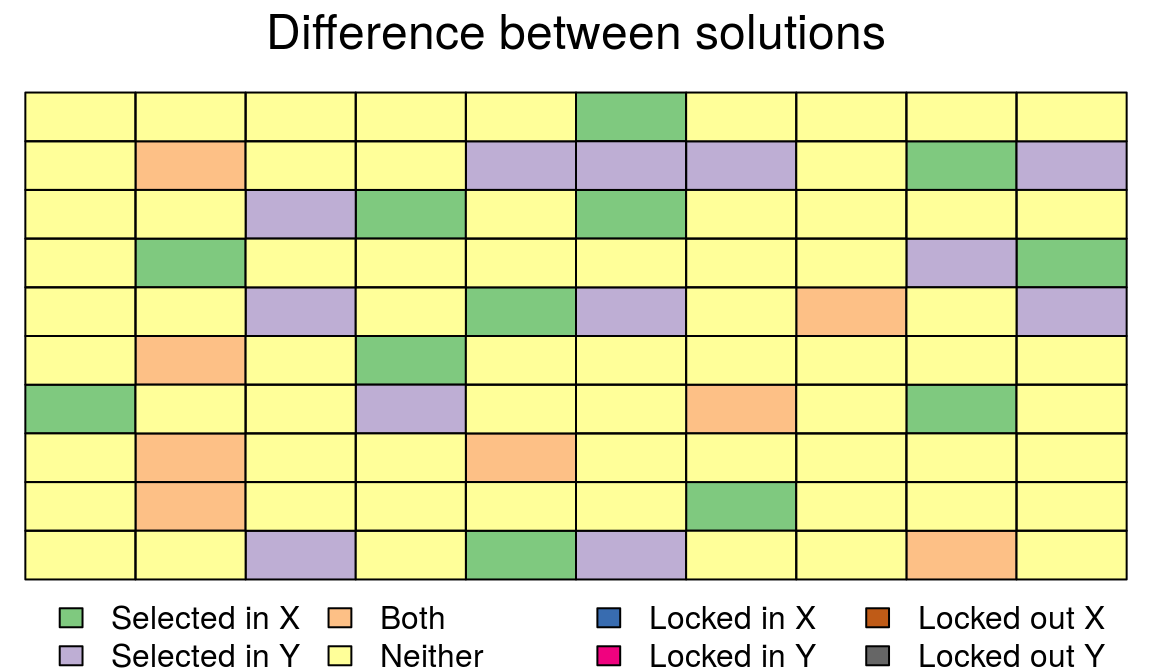 Difference between solutions
Selected in X Both Locked in X Locked out X
Selected in Y Neither Locked in Y Locked out Y